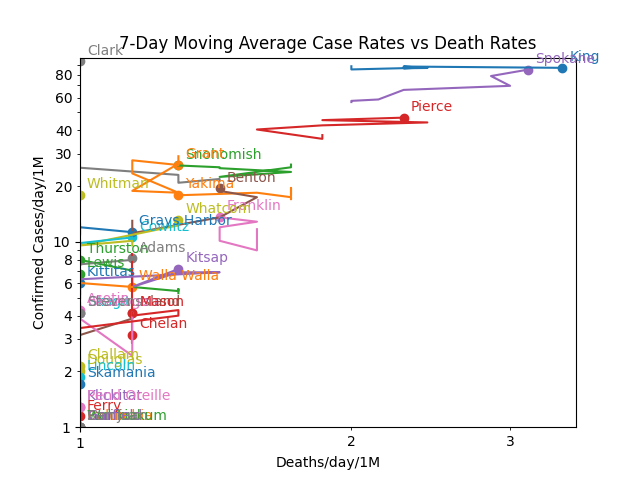 7-Day Moving Average Case Rates vs Death Rates
Clark
King
Spokane
Pierce
Grant
Snohomish
Benton
Whitman
Yakima
Whatcom
Franklin
Grays Harbor
Cowlitz
Thurston
Adams
Lewis
Kitsap
Kittitas
Walla Walla
Asotin
Mason
Chelan
Clallam
Douglas
Lincoln
Skamania
Klickitat
Pend Oreille
Ferry
Wahkiakum
Confirmed Cases/day/1M
80
60
40
30
20
10
8
6
4
3
2
1
1
2
3
Deaths/day/1M